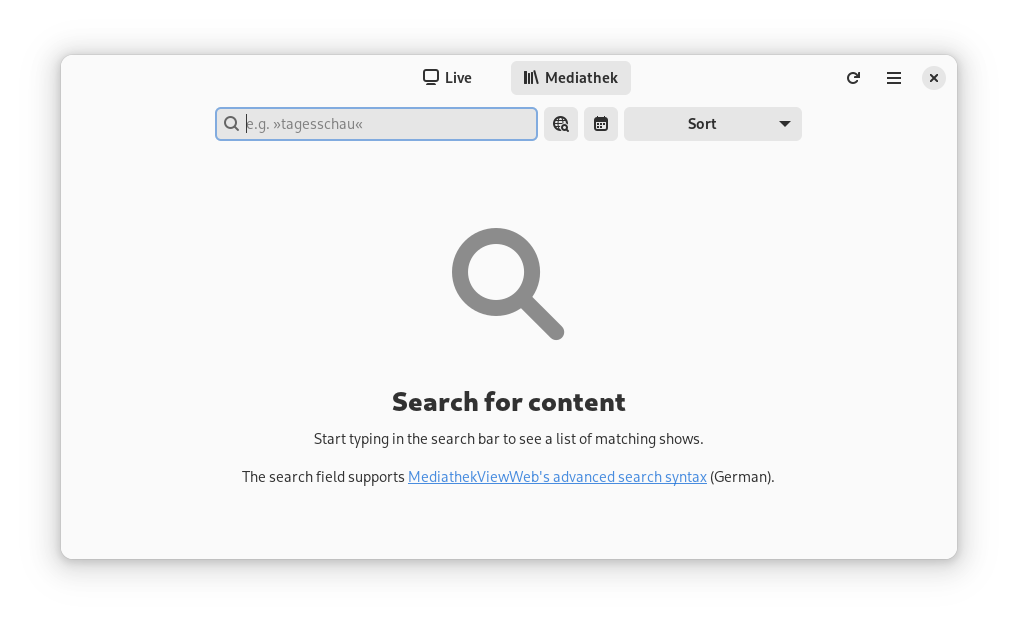 Live
Mediathek
e.g. »tagesschau«
Sort
Search for content
Start typing in the search bar to see a list of matching shows.
The search field supports MediathekViewWeb's advanced search syntax (German).